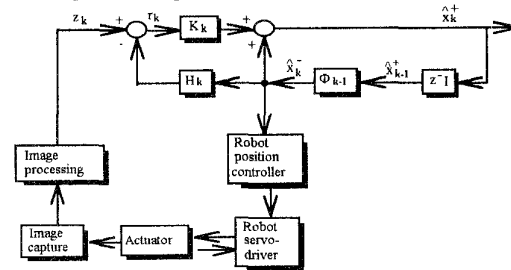 z_k
+
r_k
K_k
+
x̂_k^+
-
+
H_k
x̂_k^-
Φ_k-1
x̂_k-1^+
z^-I
Image
processing
Robot
position
controller
Image
capture
Actuator
Robot
servo-
driver